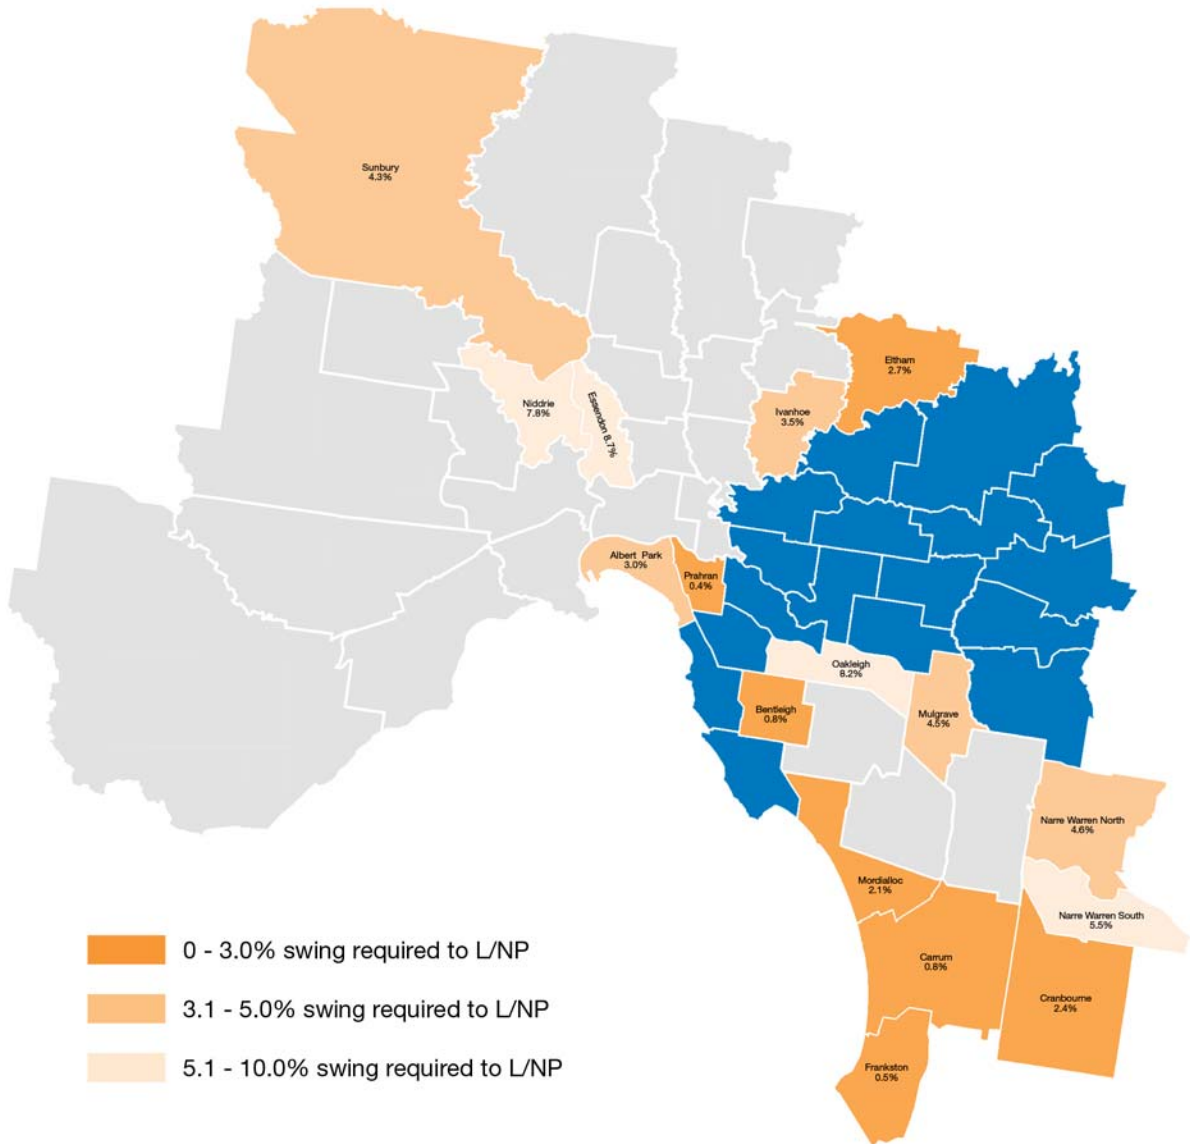 Sunbury
4.3%
Eltham
2.7%
Niddrie
7.8%
Essendon 8.7%
Ivanhoe
3.5%
Albert Park
3.0%
Prahran
0.4%
Oakleigh
8.2%
Bentleigh
0.8%
Mulgrave
4.5%
Narre Warren North
4.6%
Mordialloc
2.1%
Narre Warren South
5.5%
Carrum
0.8%
Cranbourne
2.4%
Frankston
0.5%
0 - 3.0% swing required to L/NP
3.1 - 5.0% swing required to L/NP
5.1 - 10.0% swing required to L/NP